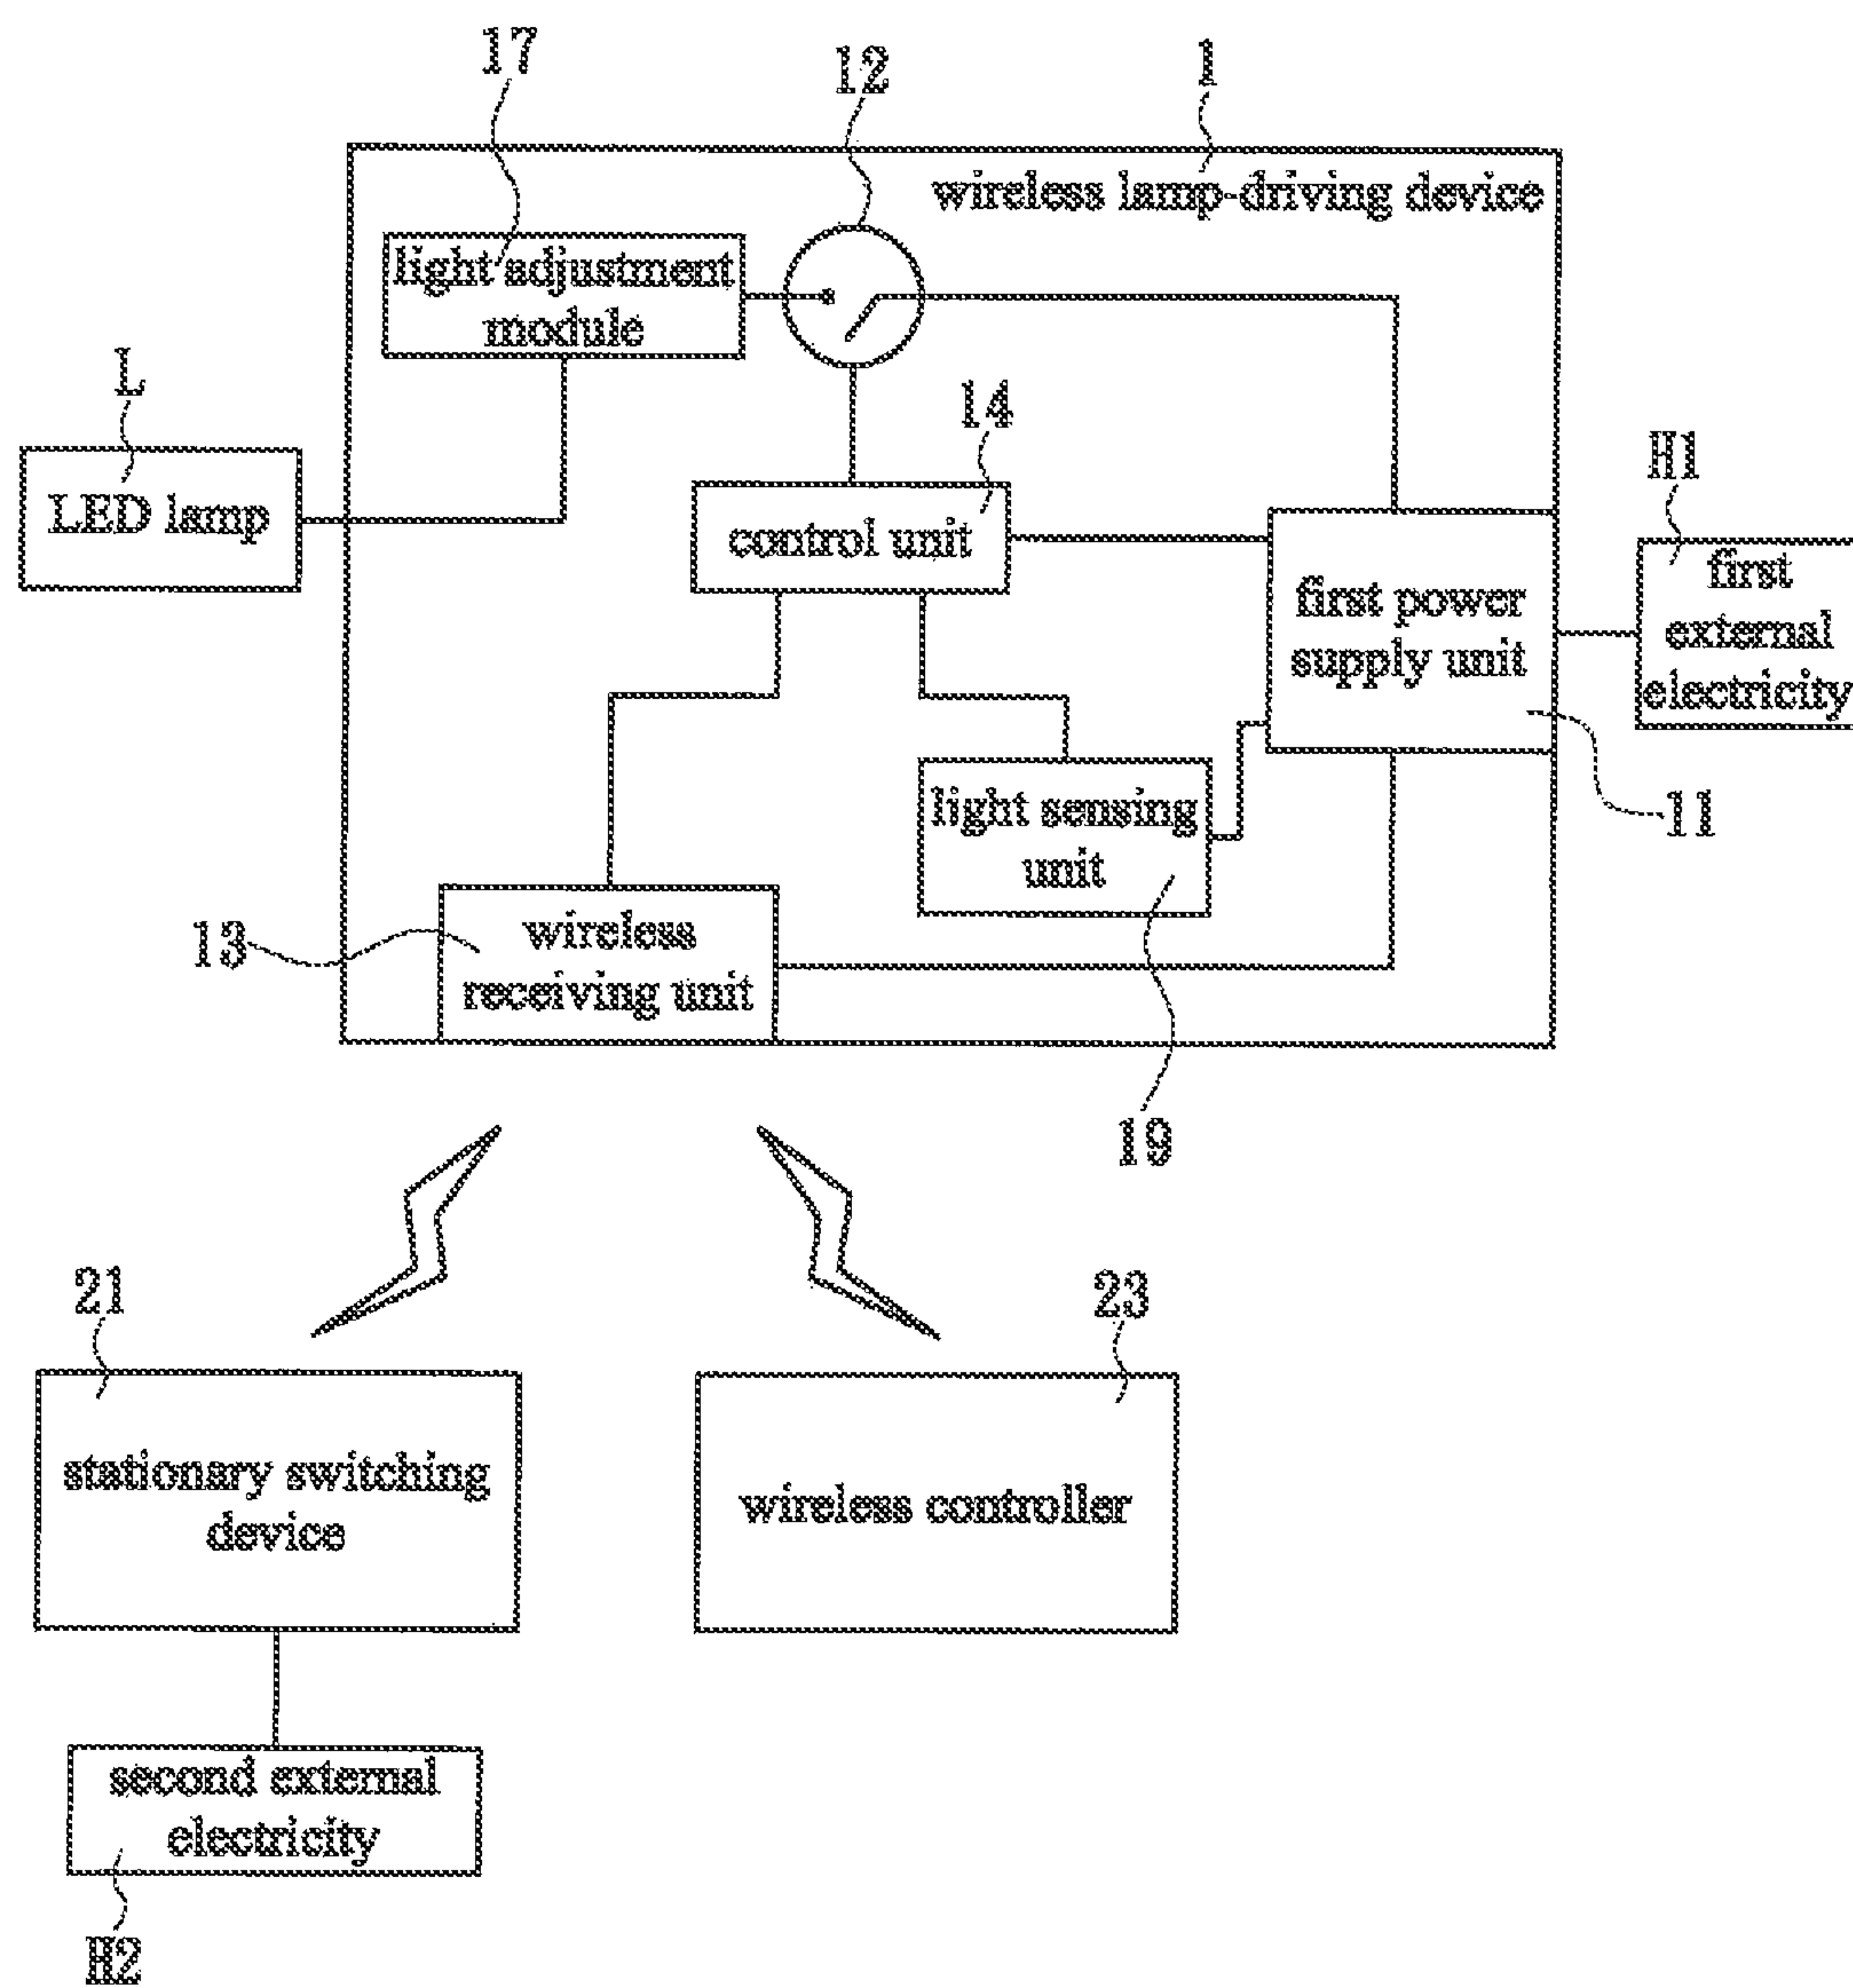 17
12
1
wireless lamp-driving device
light adjustment
module
L
LED lamp
14
control unit
H1
first
external
electricity
first power
supply unit
11
light sensing
unit
13
wireless
receiving unit
19
21
23
stationary switching
device
wireless controller
second external
electricity
H2